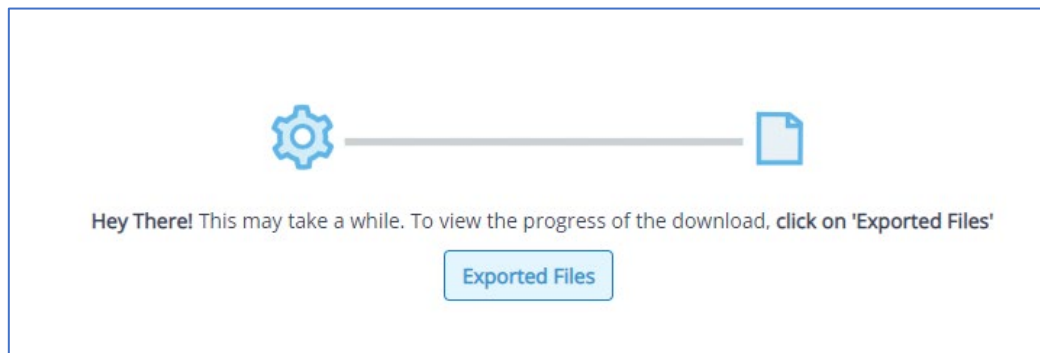 Hey There! This may take a while. To view the progress of the download, click on 'Exported Files'
Exported Files